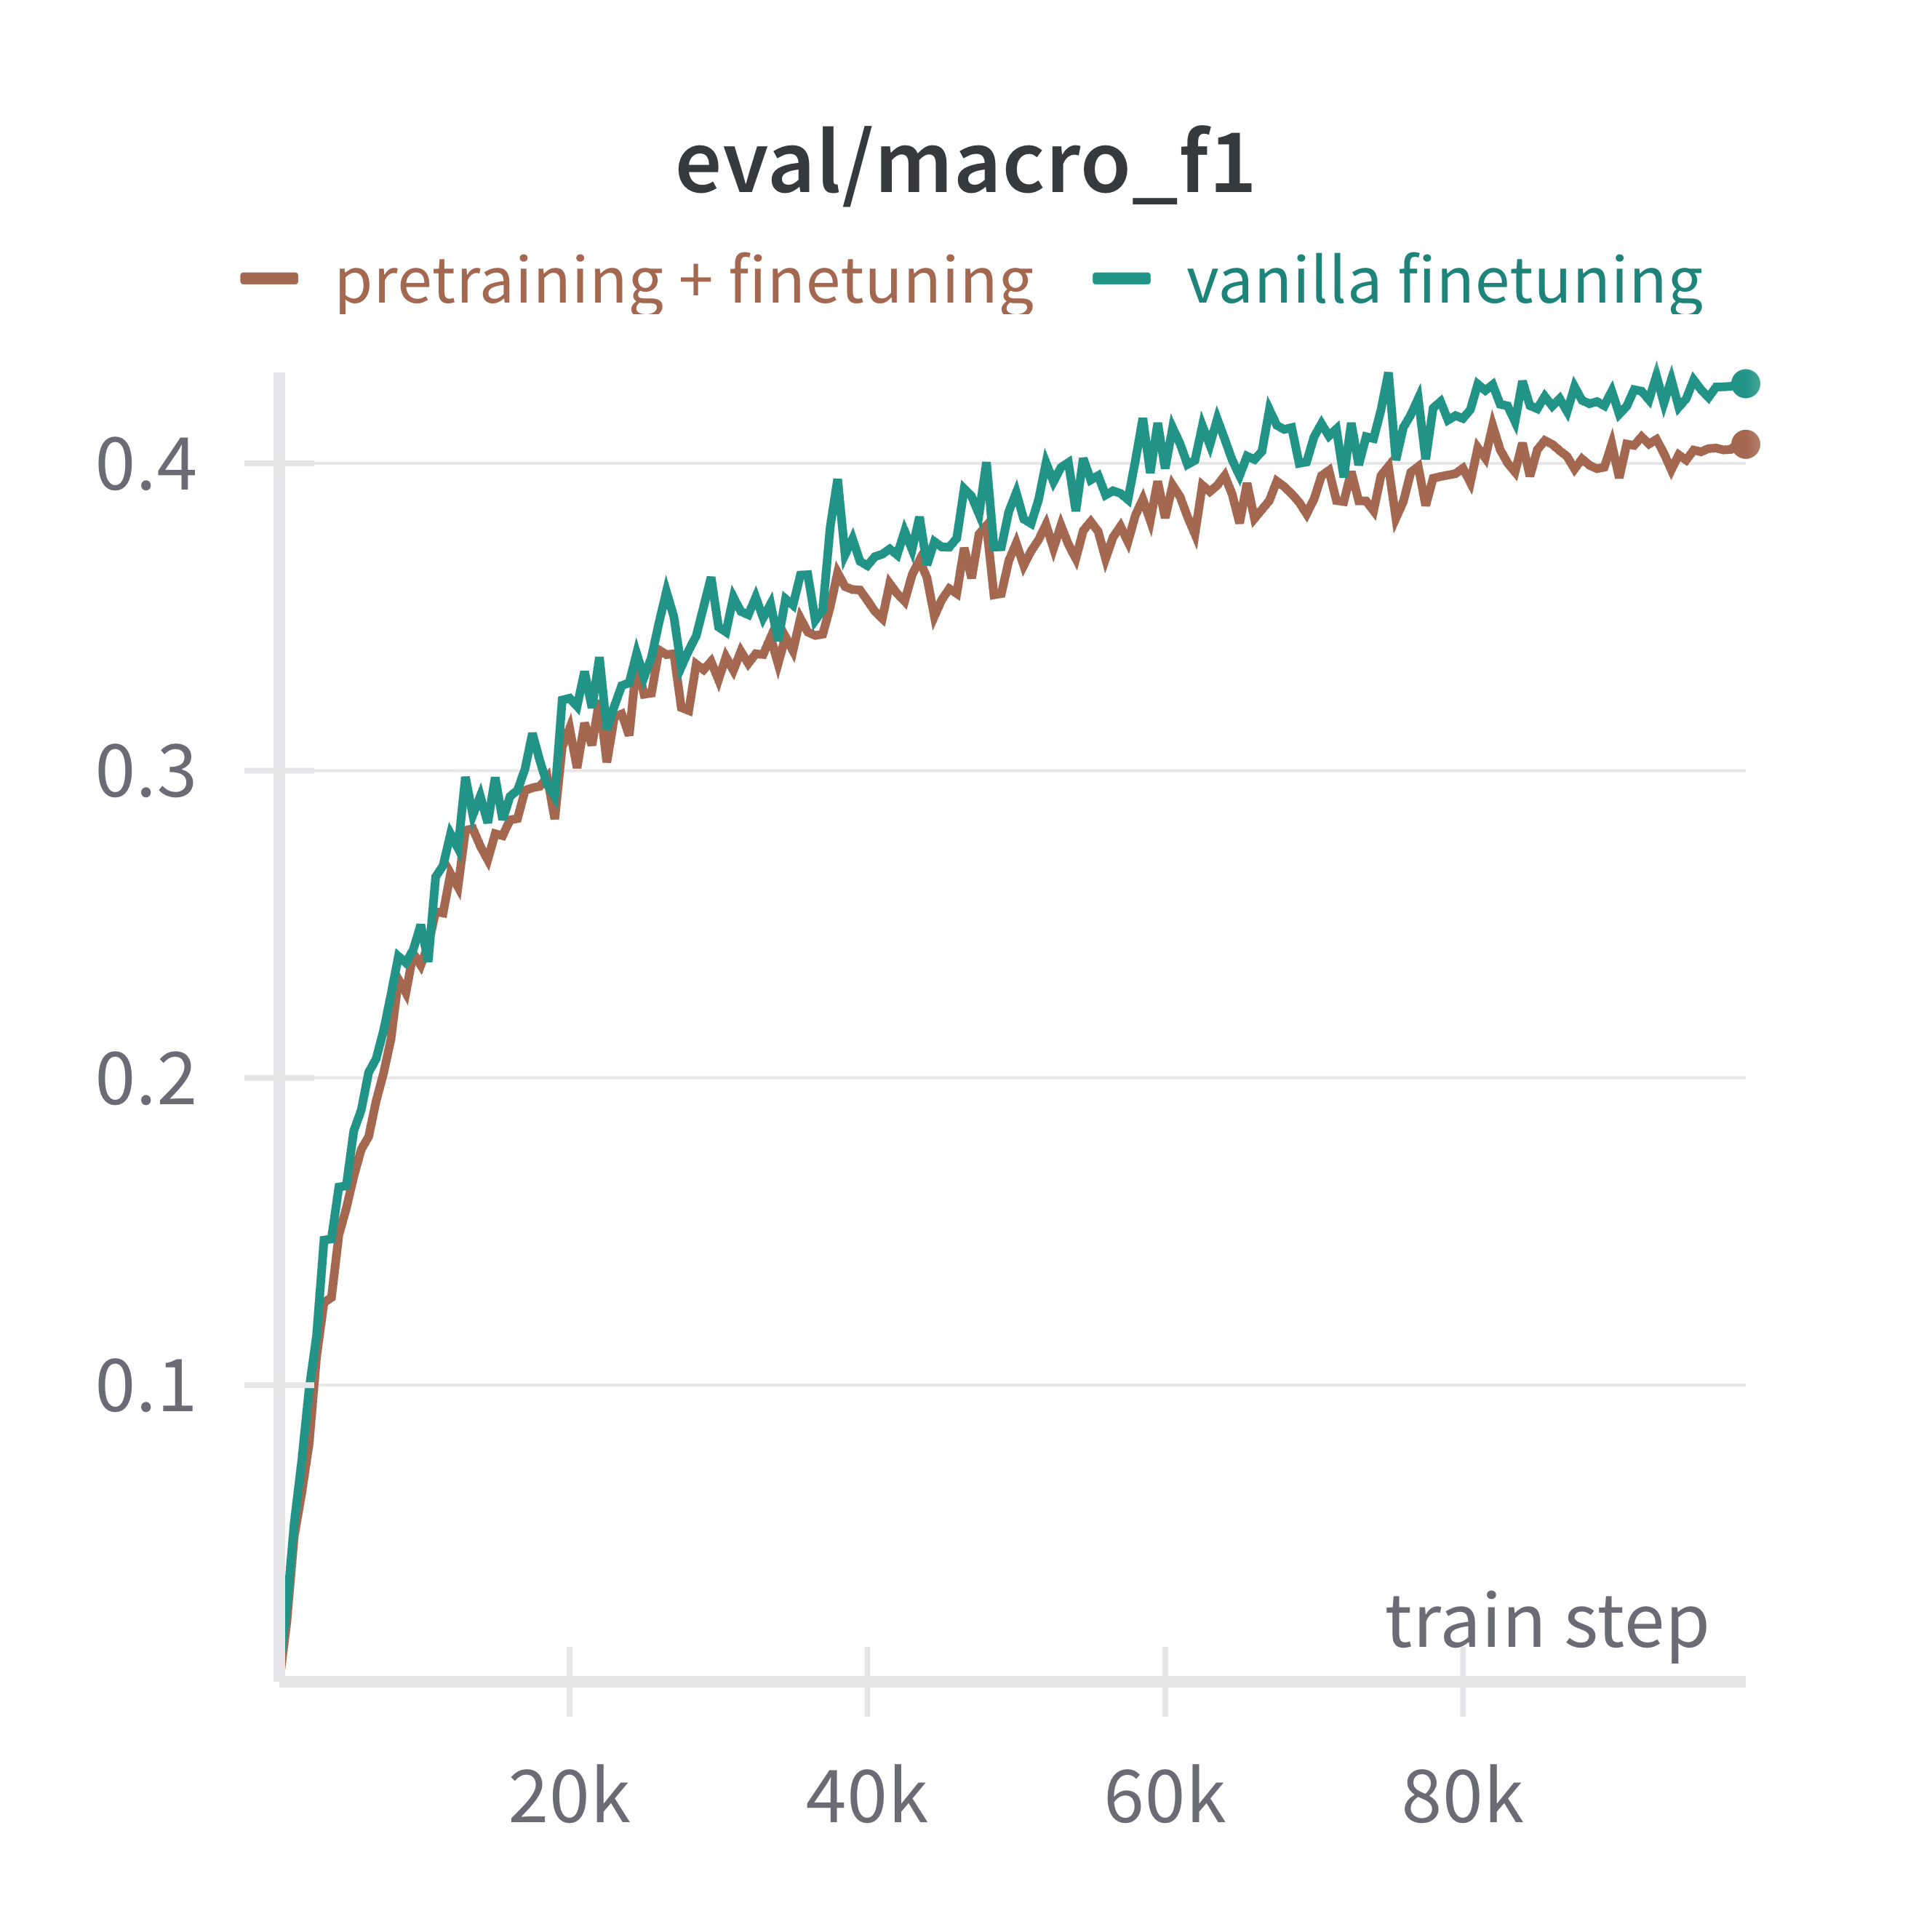 eval/macro_f1
pretraining + finetuning vanilla finetuning
0.4
0.3
0.2
0.1
train step
20k 40k 60k 80k